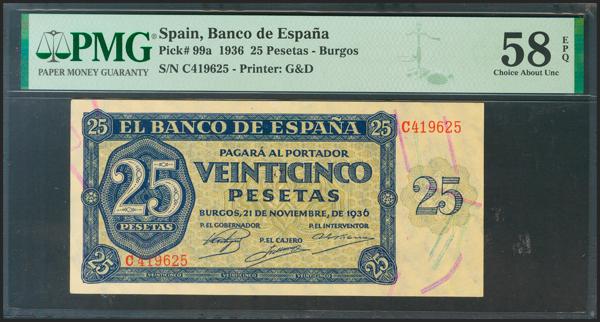 PMG
PAPER MONEY GUARANTY
Spain, Banco de España
Pick# 99a 1936 25 Pesetas - Burgos
S/N C419625 - Printer: G&D
58 EPQ
Choice About Unc
25 EL BANCO DE ESPAÑA 25
C419625
PAGARÁ AL PORTADOR
VEINTICINCO
PESETAS
25
PESETAS
25
BURGOS, 21 DE NOVIEMBRE, DE 1936
P. EL GOBERNADOR P. EL INTERVENTOR
P. EL CAJERO
C419625
25 25